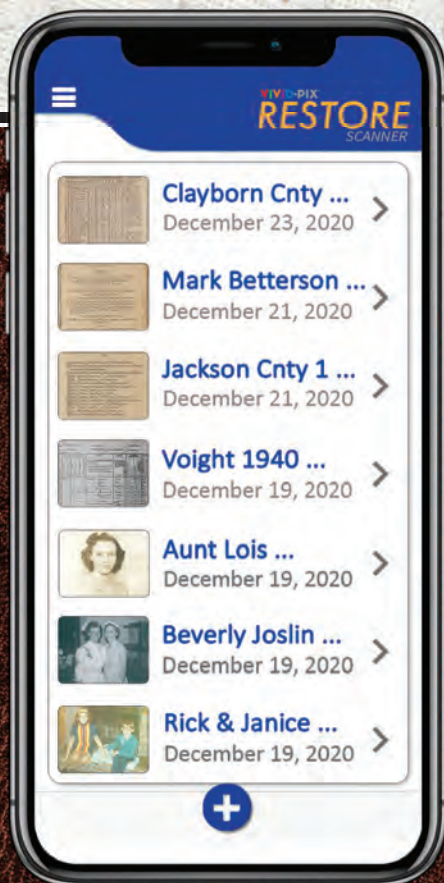 VIVID-PIX
RESTORE
SCANNER
Clayborn Cnty ...
December 23, 2020
Mark Betterson ...
December 21, 2020
Jackson Cnty 1 ...
December 21, 2020
Voight 1940 ...
December 19, 2020
Aunt Lois ...
December 19, 2020
Beverly Joslin ...
December 19, 2020
Rick & Janice ...
December 19, 2020